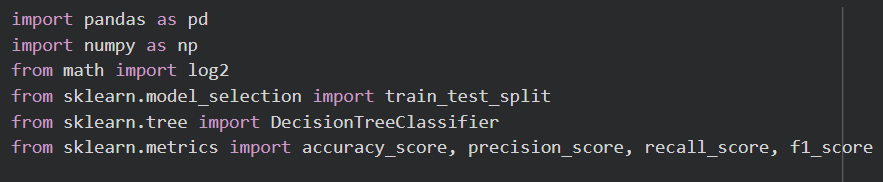 import pandas as pd
import numpy as np
from math import log2
from sklearn.model_selection import train_test_split
from sklearn.tree import DecisionTreeClassifier
from sklearn.metrics import accuracy_score, precision_score, recall_score, f1_score